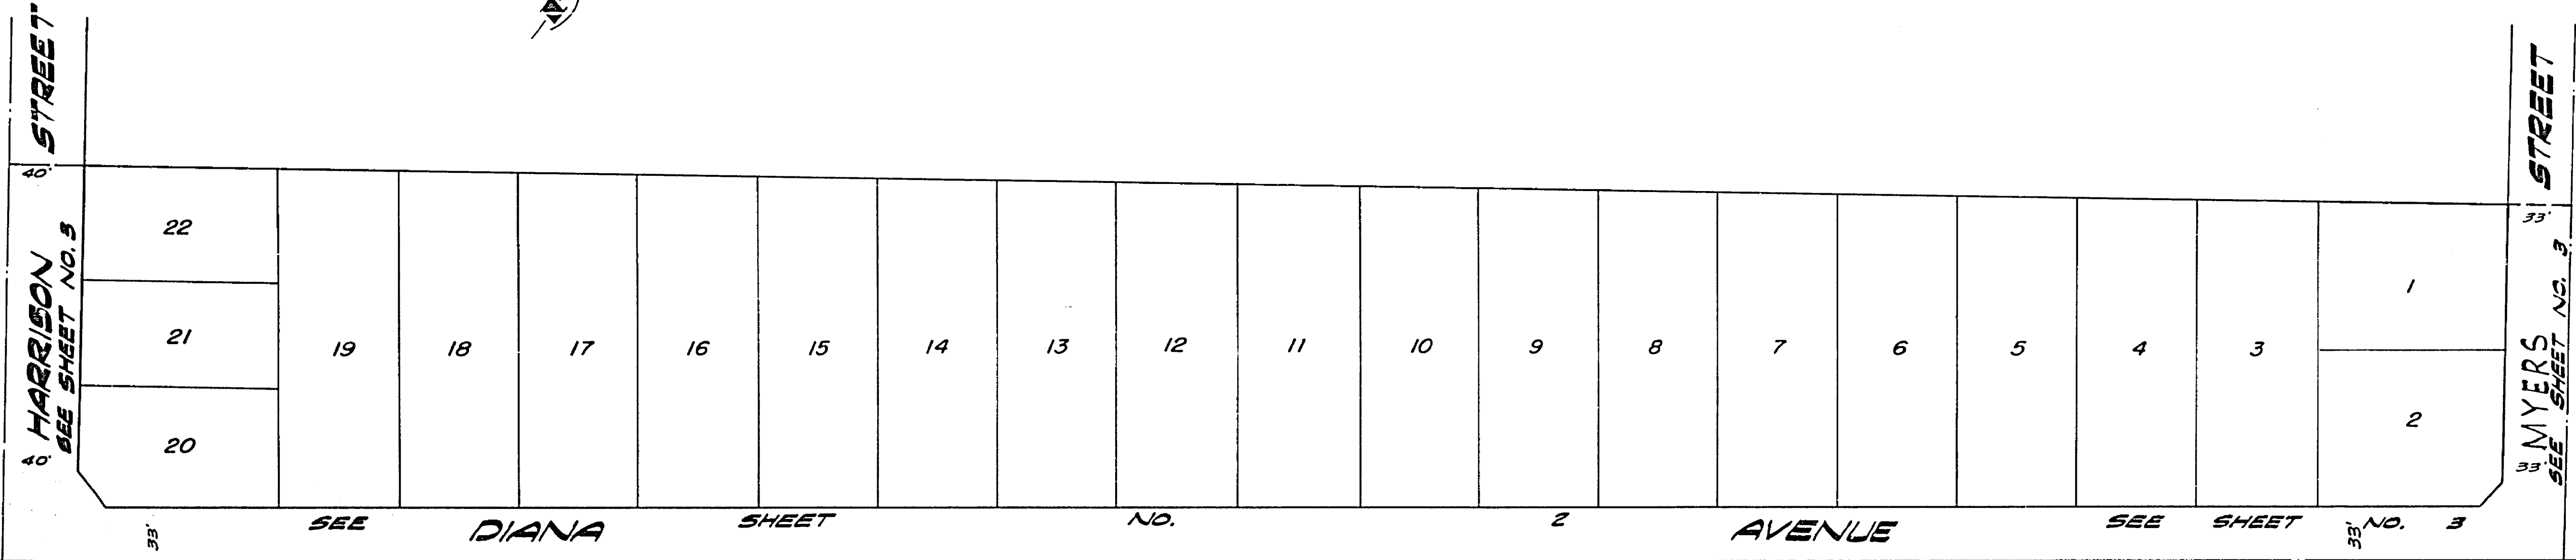 HARRISON STREET
SEE SHEET NO. 3
40'
40'
22
21
20
19 18 17 16 15 14 13 12 11 10 9 8 7 6 5 4 3
1
2
MYERS STREET
SEE SHEET NO. 3
33'
33'
33'
SEE SHEET NO. 2 SEE SHEET NO. 3
DIANA AVENUE
33'